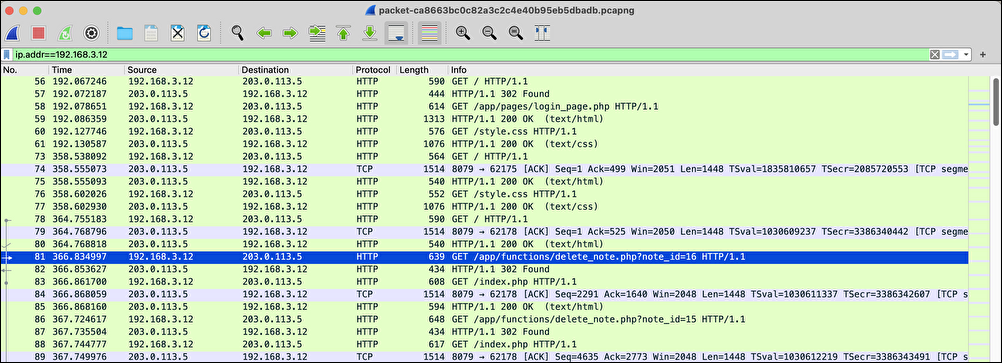 packet-ca8663bc0c82a3c2c4e40b95eb5dbadb.pcapng
ip.addr==192.168.3.12
No. Time Source Destination Protocol Length Info
56 192.067246 192.168.3.12 203.0.113.5 HTTP 590 GET / HTTP/1.1
57 192.072187 203.0.113.5 192.168.3.12 HTTP 444 HTTP/1.1 302 Found
58 192.078651 192.168.3.12 203.0.113.5 HTTP 614 GET /app/pages/login_page.php HTTP/1.1
59 192.086359 203.0.113.5 192.168.3.12 HTTP 1313 HTTP/1.1 200 OK (text/html)
60 192.127746 192.168.3.12 203.0.113.5 HTTP 576 GET /style.css HTTP/1.1
61 192.130587 203.0.113.5 192.168.3.12 HTTP 1076 HTTP/1.1 200 OK (text/css)
73 358.538092 192.168.3.12 203.0.113.5 HTTP 564 GET / HTTP/1.1
74 358.555073 203.0.113.5 192.168.3.12 TCP 1514 8079 → 62175 [ACK] Seq=1 Ack=499 Win=2051 Len=1448 TSval=1835810657 TSecr=2085720553 [TCP segme
75 358.555093 203.0.113.5 192.168.3.12 HTTP 540 HTTP/1.1 200 OK (text/html)
76 358.602026 192.168.3.12 203.0.113.5 HTTP 552 GET /style.css HTTP/1.1
77 358.602930 203.0.113.5 192.168.3.12 HTTP 1076 HTTP/1.1 200 OK (text/css)
78 364.755183 192.168.3.12 203.0.113.5 HTTP 590 GET / HTTP/1.1
79 364.768796 203.0.113.5 192.168.3.12 TCP 1514 8079 → 62178 [ACK] Seq=1 Ack=525 Win=2050 Len=1448 TSval=1030609237 TSecr=3386340442 [TCP segme
80 364.768818 203.0.113.5 192.168.3.12 HTTP 540 HTTP/1.1 200 OK (text/html)
81 366.834997 192.168.3.12 203.0.113.5 HTTP 639 GET /app/functions/delete_note.php?note_id=16 HTTP/1.1
82 366.853627 203.0.113.5 192.168.3.12 HTTP 434 HTTP/1.1 302 Found
83 366.861700 192.168.3.12 203.0.113.5 HTTP 608 GET /index.php HTTP/1.1
84 366.868059 203.0.113.5 192.168.3.12 TCP 1514 8079 → 62178 [ACK] Seq=2291 Ack=1640 Win=2048 Len=1448 TSval=1030611337 TSecr=3386342607 [TCP s
85 366.868160 203.0.113.5 192.168.3.12 HTTP 594 HTTP/1.1 200 OK (text/html)
86 367.724617 192.168.3.12 203.0.113.5 HTTP 648 GET /app/functions/delete_note.php?note_id=15 HTTP/1.1
87 367.735504 203.0.113.5 192.168.3.12 HTTP 434 HTTP/1.1 302 Found
88 367.744777 192.168.3.12 203.0.113.5 HTTP 617 GET /index.php HTTP/1.1
89 367.749976 203.0.113.5 192.168.3.12 TCP 1514 8079 → 62178 [ACK] Seq=4635 Ack=2773 Win=2048 Len=1448 TSval=1030612219 TSecr=3386343491 [TCP s